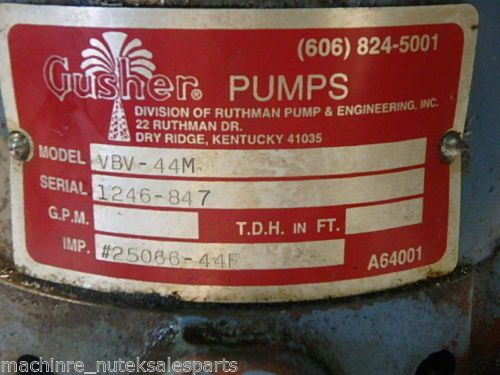 (606) 824-5001
Gusher® PUMPS
DIVISION OF RUTHMAN PUMP & ENGINEERING, INC.
22 RUTHMAN DR.
DRY RIDGE, KENTUCKY 41035
MODEL VBV-44M
SERIAL 1246-847
G.P.M. T.D.H. IN FT.
IMP. #25066-44F
A64001
machinre_nuteksalesparts/ebay